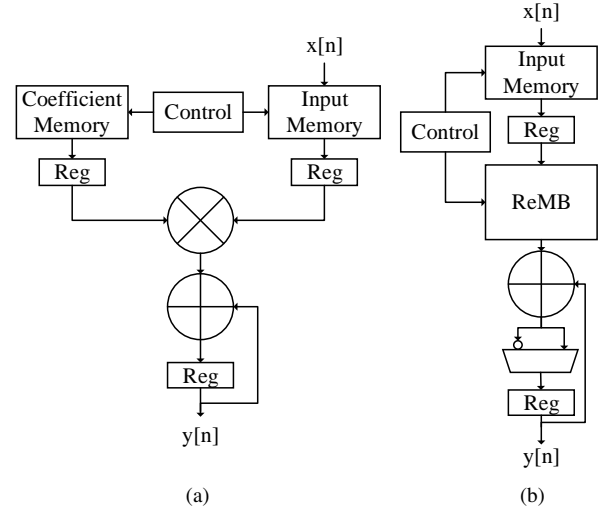 x[n]
Coefficient
Memory
Control
Input
Memory
Reg
Reg
Reg
y[n]
(a)
x[n]
Input
Memory
Control
Reg
ReMB
Reg
y[n]
(b)